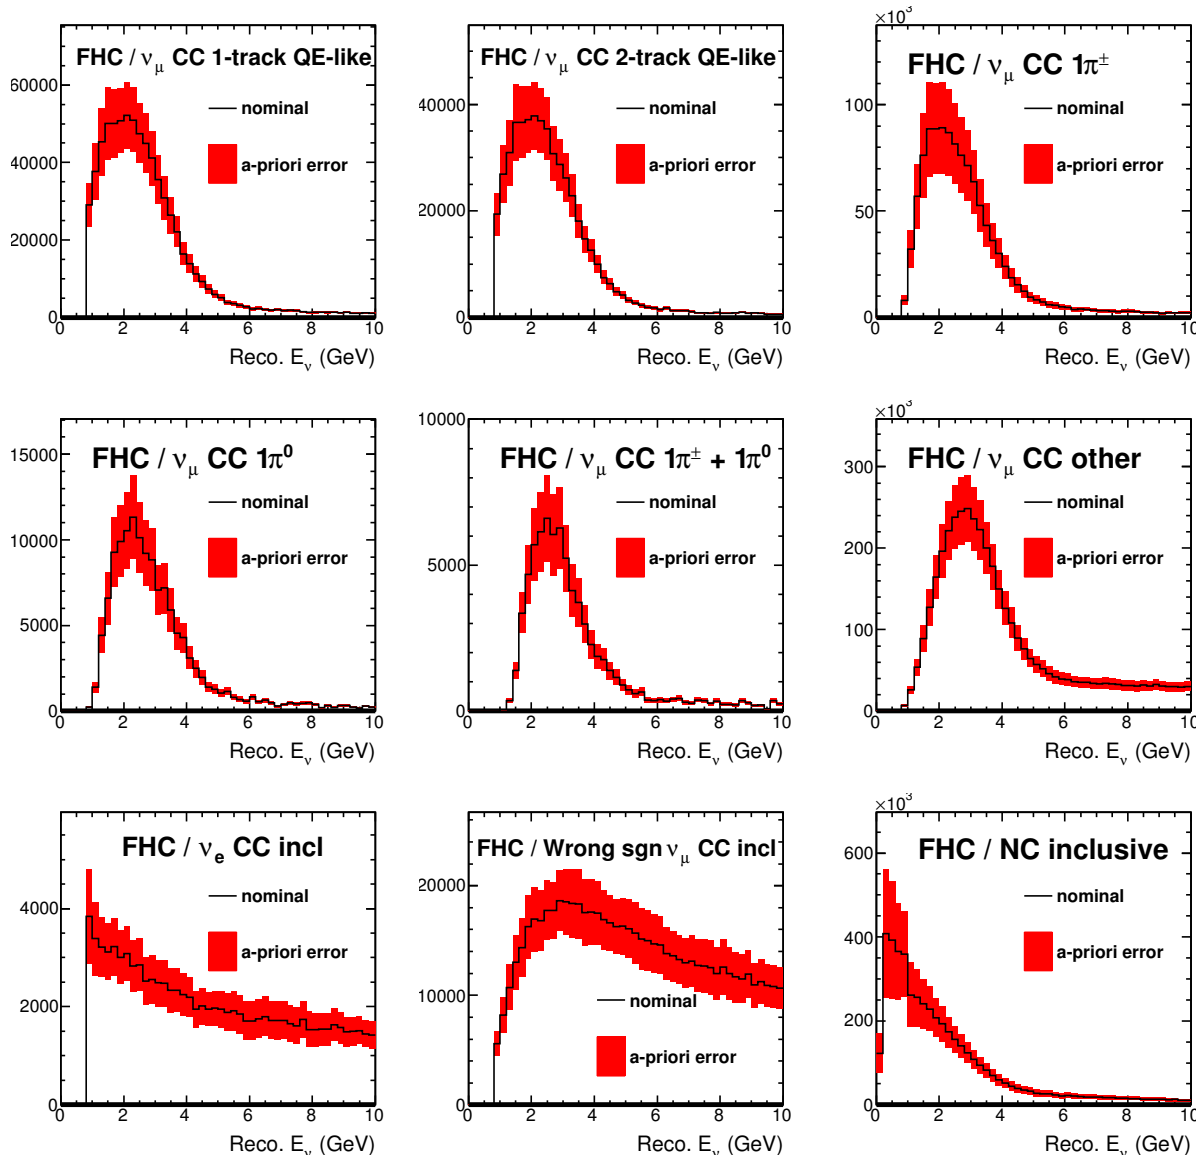 FHC / νμ CC 1-track QE-like
nominal
a-priori error
60000
40000
20000
0
0 2 4 6 8 10
Reco. Eν (GeV)
FHC / νμ CC 2-track QE-like
nominal
a-priori error
40000
20000
0
0 2 4 6 8 10
Reco. Eν (GeV)
×10³
FHC / νμ CC 1π±
nominal
a-priori error
100
50
0
0 2 4 6 8 10
Reco. Eν (GeV)
FHC / νμ CC 1π⁰
nominal
a-priori error
15000
10000
5000
0
0 2 4 6 8 10
Reco. Eν (GeV)
FHC / νμ CC 1π± + 1π⁰
nominal
a-priori error
10000
5000
0
0 2 4 6 8 10
Reco. Eν (GeV)
×10³
FHC / νμ CC other
nominal
a-priori error
300
200
100
0
0 2 4 6 8 10
Reco. Eν (GeV)
FHC / νe CC incl
nominal
a-priori error
4000
2000
0
0 2 4 6 8 10
Reco. Eν (GeV)
FHC / Wrong sgn νμ CC incl
20000
10000
nominal
a-priori error
0
0 2 4 6 8 10
Reco. Eν (GeV)
×10³
FHC / NC inclusive
nominal
a-priori error
600
400
200
0
0 2 4 6 8 10
Reco. Eν (GeV)